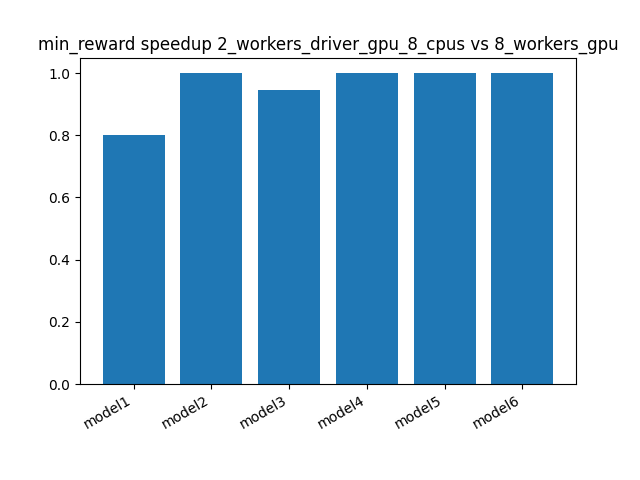 min_reward speedup 2_workers_driver_gpu_8_cpus vs 8_workers_gpu
1.0
0.8
0.6
0.4
0.2
0.0
model1
model2
model3
model4
model5
model6